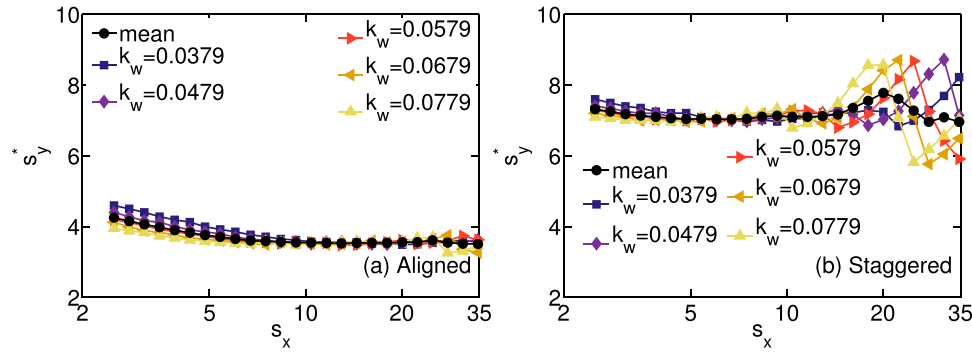 10
8
6
4
2
s*y
mean
k_w=0.0379
k_w=0.0479
k_w=0.0579
k_w=0.0679
k_w=0.0779
(a) Aligned
2 5 10 20 35
s_x
10
8
6
4
2
s*y
mean
k_w=0.0379
k_w=0.0479
k_w=0.0579
k_w=0.0679
k_w=0.0779
(b) Staggered
2 5 10 20 35
s_x